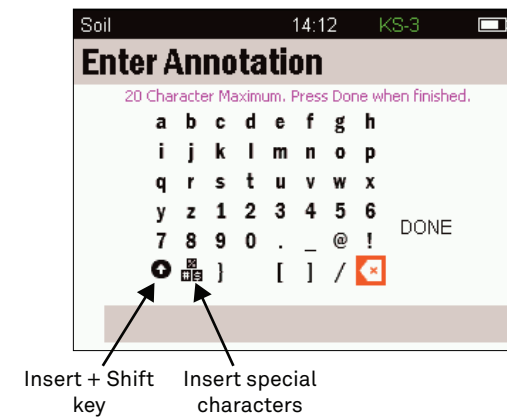 Soil 14:12 KS-3
Enter Annotation
20 Character Maximum. Press Done when finished.
a b c d e f g h
i j k l m n o p
q r s t u v w x
y z 1 2 3 4 5 6
DONE
7 8 9 0 . _ @ !
% # $ } [ ] / ×
Insert + Shift key
Insert special characters